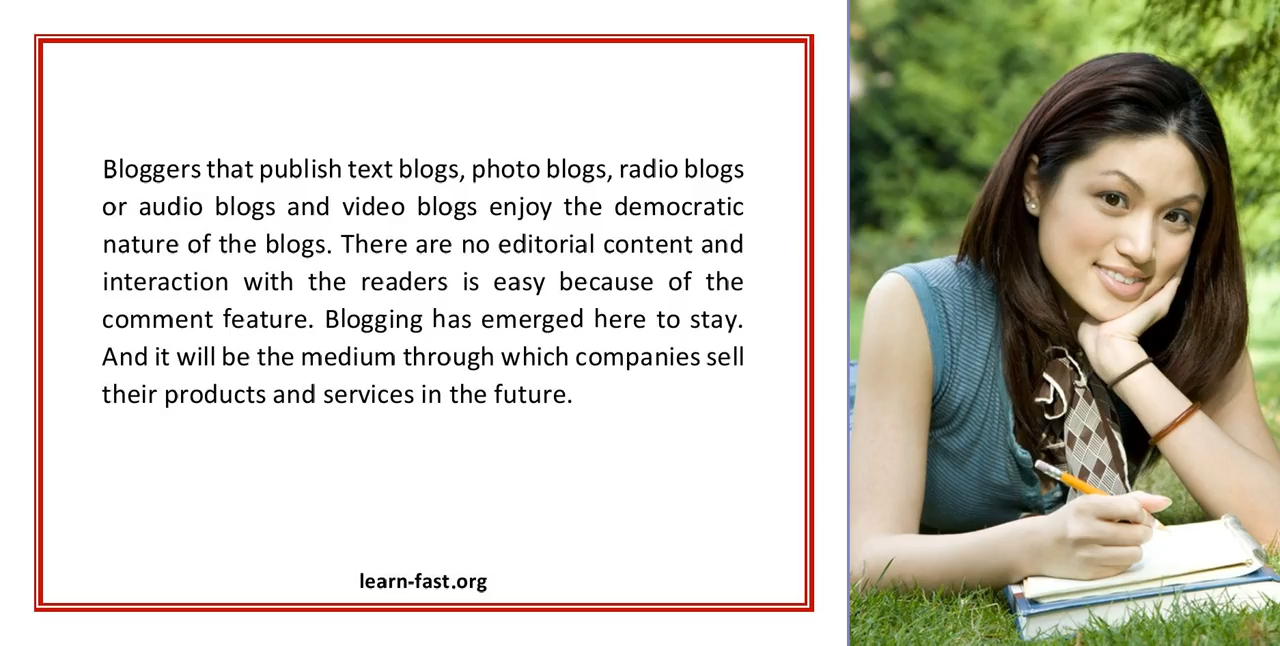 Bloggers that publish text blogs, photo blogs, radio blogs
or audio blogs and video blogs enjoy the democratic
nature of the blogs. There are no editorial content and
interaction with the readers is easy because of the
comment feature. Blogging has emerged here to stay.
And it will be the medium through which companies sell
their products and services in the future.
learn-fast.org